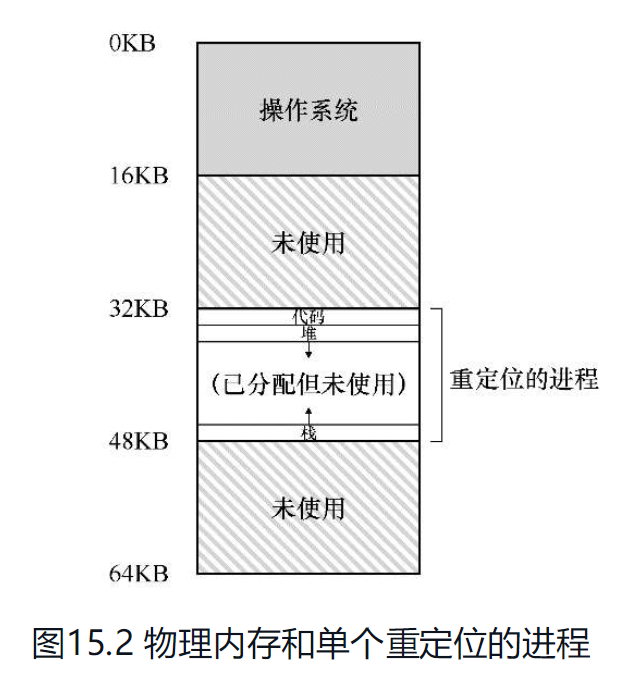 0KB
操作系统
16KB
未使用
32KB
代码
堆
(已分配但未使用)
重定位的进程
栈
48KB
未使用
64KB
图15.2 物理内存和单个重定位的进程